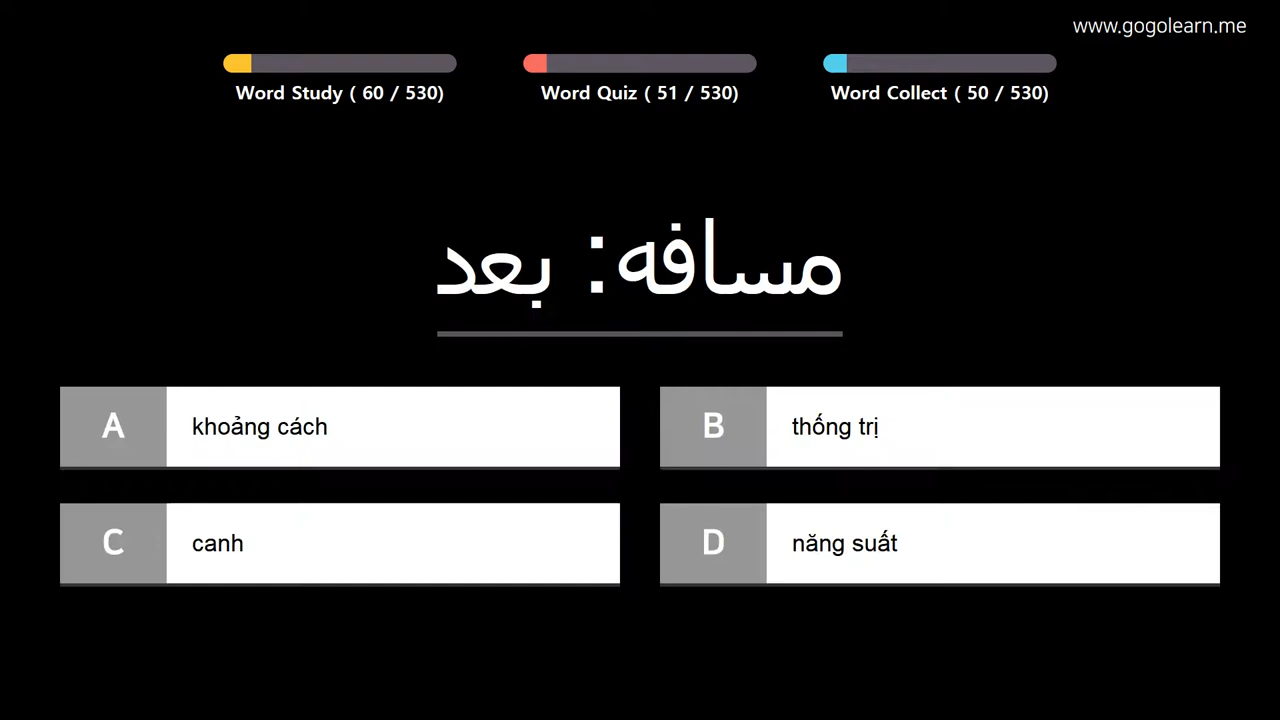 www.gogolearn.me
Word Study ( 60 / 530)
Word Quiz ( 51 / 530)
Word Collect ( 50 / 530)
مسافه: بعد
A khoảng cách
B thống trị
C canh
D năng suất